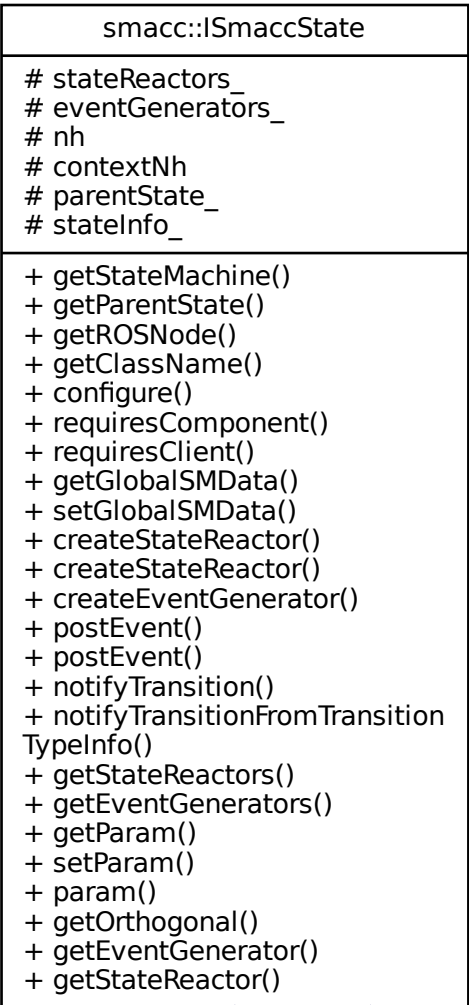 smacc::ISmaccState
# stateReactors_
# eventGenerators_
# nh
# contextNh
# parentState_
# stateInfo_
+ getStateMachine()
+ getParentState()
+ getROSNode()
+ getClassName()
+ configure()
+ requiresComponent()
+ requiresClient()
+ getGlobalSMData()
+ setGlobalSMData()
+ createStateReactor()
+ createStateReactor()
+ createEventGenerator()
+ postEvent()
+ postEvent()
+ notifyTransition()
+ notifyTransitionFromTransition
TypeInfo()
+ getStateReactors()
+ getEventGenerators()
+ getParam()
+ setParam()
+ param()
+ getOrthogonal()
+ getEventGenerator()
+ getStateReactor()